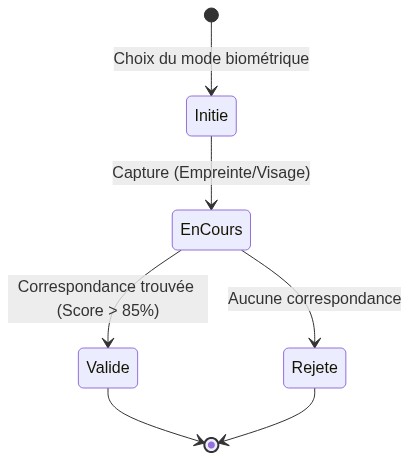 Choix du mode biométrique
Initie
Capture (Empreinte/Visage)
EnCours
Correspondance trouvée
(Score > 85%)
Aucune correspondance
Valide
Rejete